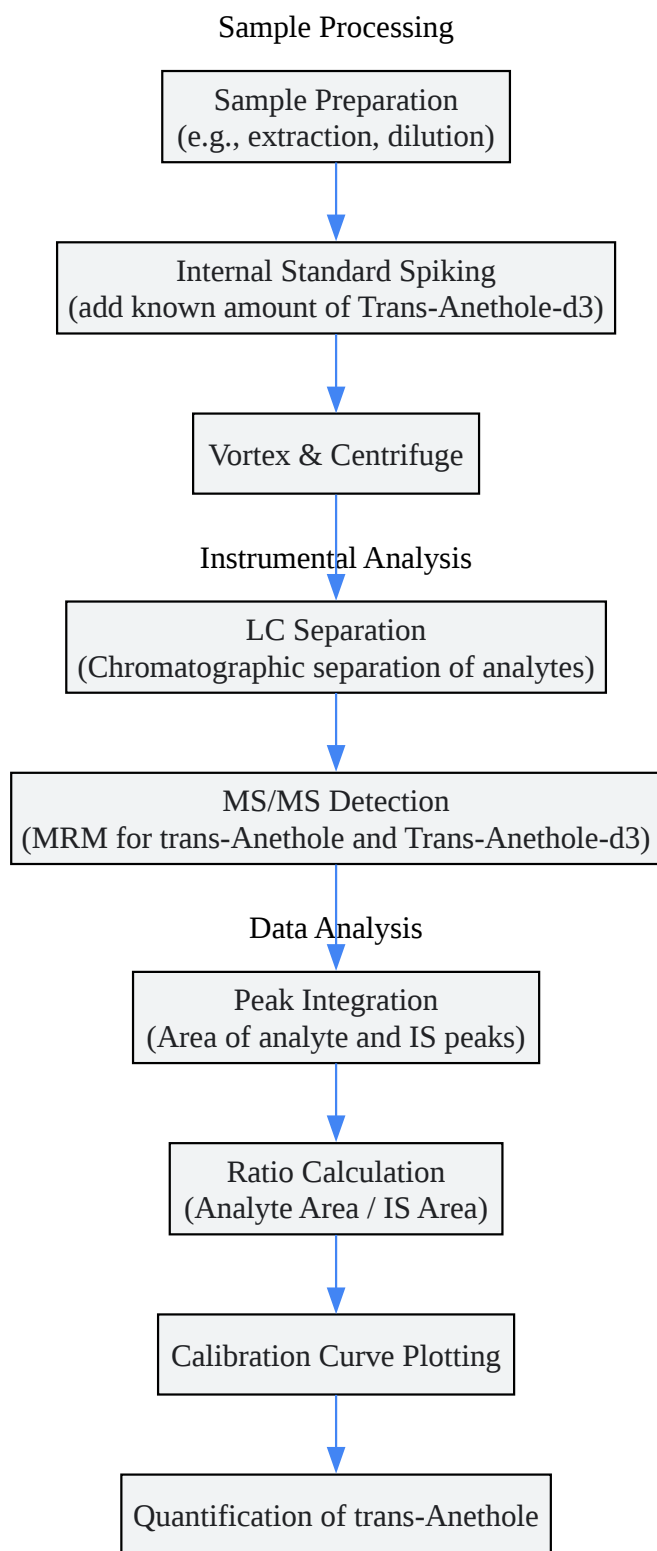 Sample Processing
Sample Preparation
(e.g., extraction, dilution)
Internal Standard Spiking
(add known amount of Trans-Anethole-d3)
Vortex & Centrifuge
Instrumental Analysis
LC Separation
(Chromatographic separation of analytes)
MS/MS Detection
(MRM for trans-Anethole and Trans-Anethole-d3)
Data Analysis
Peak Integration
(Area of analyte and IS peaks)
Ratio Calculation
(Analyte Area / IS Area)
Calibration Curve Plotting
Quantification of trans-Anethole